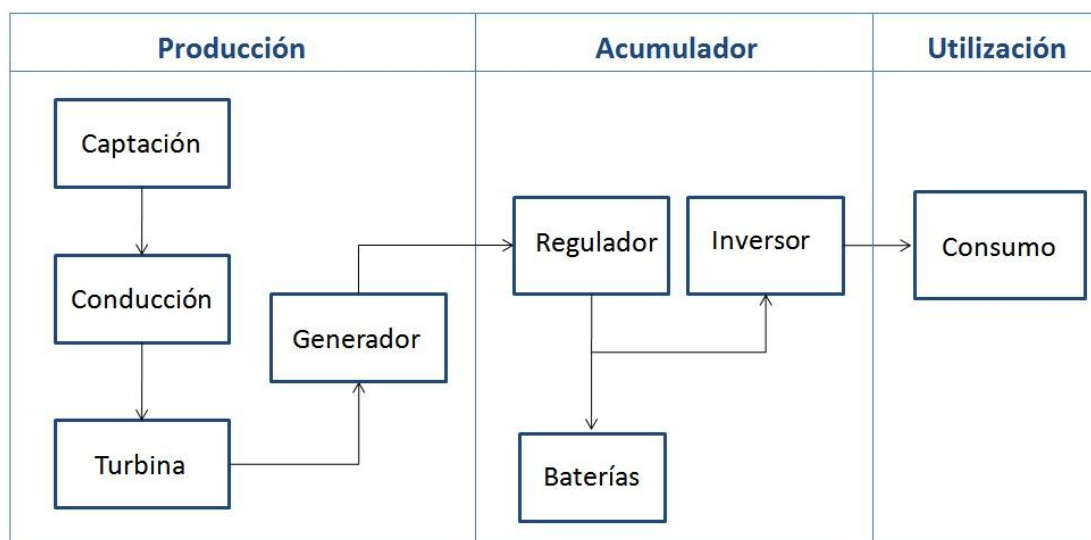 Producción
Acumulador
Utilización
Captación
Conducción
Turbina
Generador
Regulador
Inversor
Baterías
Consumo